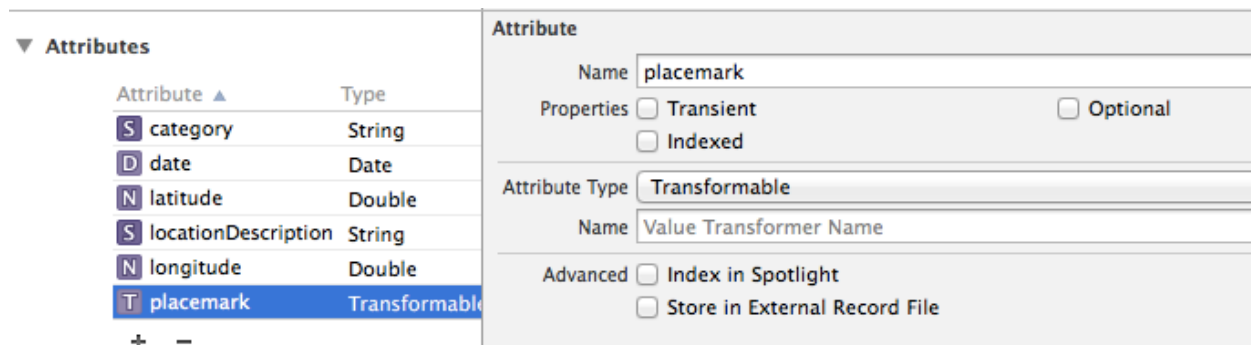 Attributes
Attribute Type
S category String
D date Date
N latitude Double
S locationDescription String
N longitude Double
T placemark Transformable
+ −
Attribute
Name placemark
Properties Transient Optional
Indexed
Attribute Type Transformable
Name Value Transformer Name
Advanced Index in Spotlight
Store in External Record File